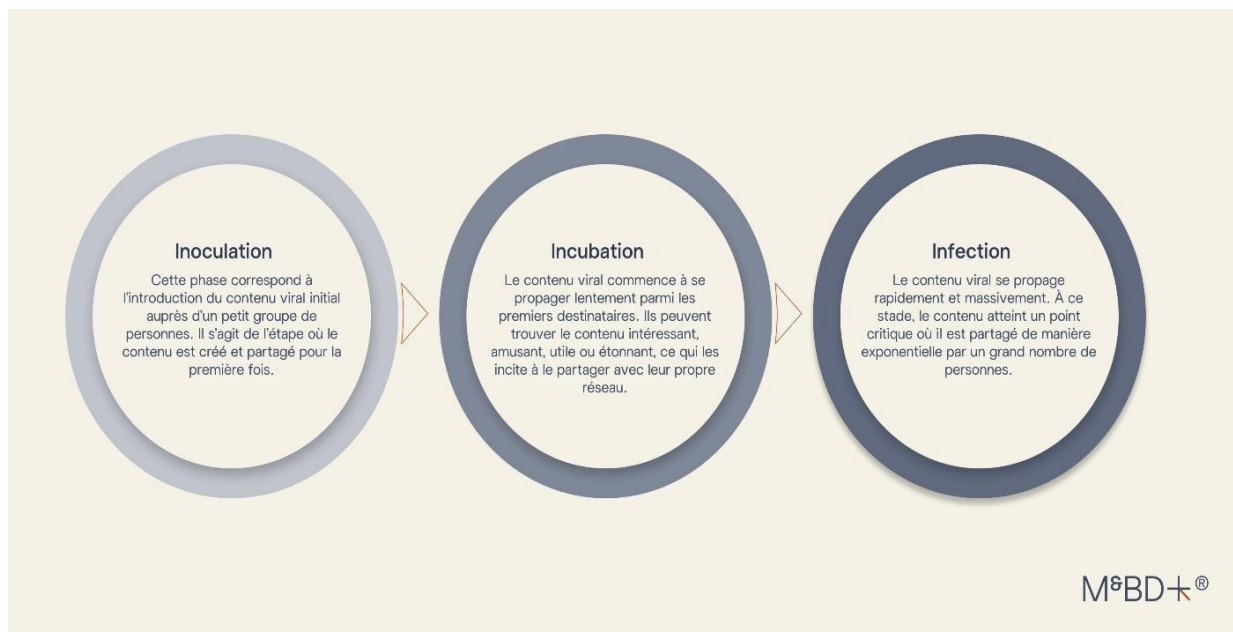 Inoculation
Cette phase correspond à
l'introduction du contenu viral initial
auprès d'un petit groupe de
personnes. Il s'agit de l'étape où le
contenu est créé et partagé pour la
première fois.
Incubation
Le contenu viral commence à se
propager lentement parmi les
premiers destinataires. Ils peuvent
trouver le contenu intéressant,
amusant, utile ou étonnant, ce qui les
incite à le partager avec leur propre
réseau.
Infection
Le contenu viral se propage
rapidement et massivement. À ce
stade, le contenu atteint un point
critique où il est partagé de manière
exponentielle par un grand nombre de
personnes.
M&BD+®